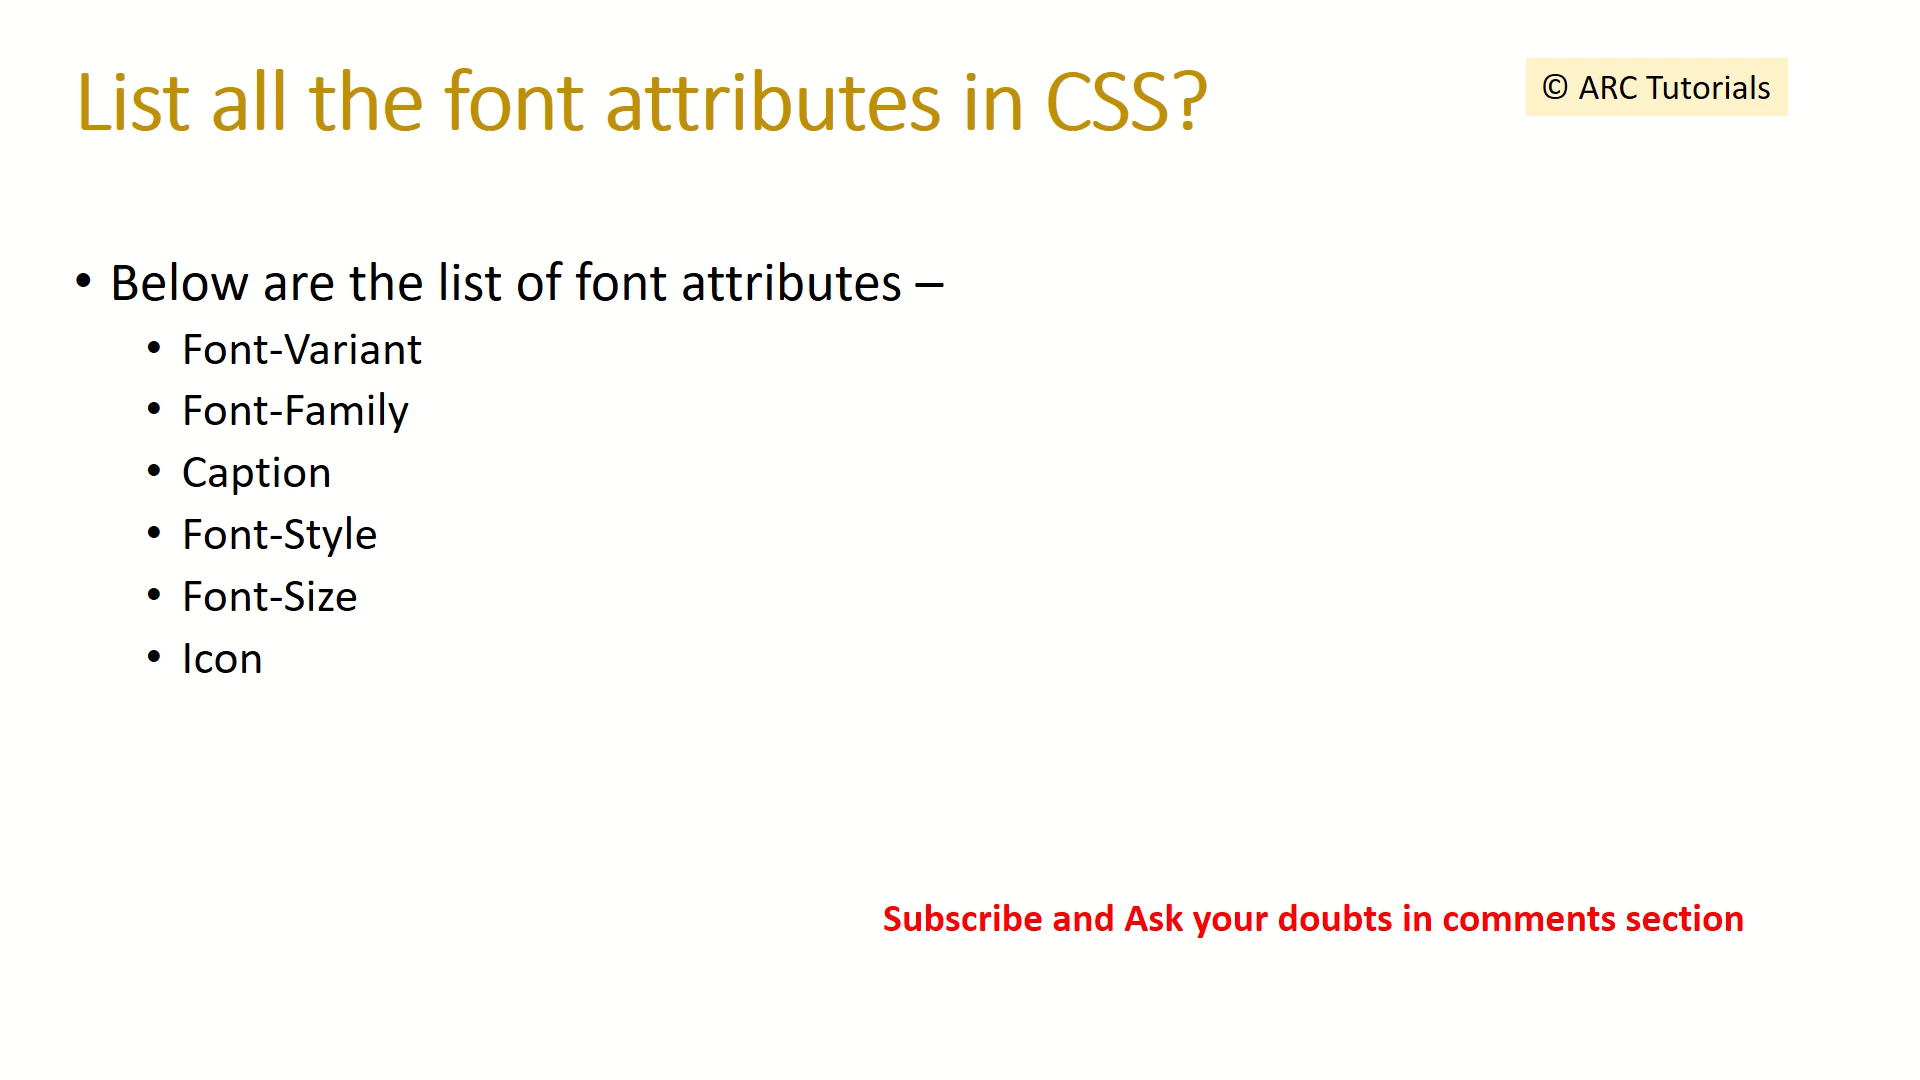 List all the font attributes in CSS?
© ARC Tutorials
• Below are the list of font attributes –
• Font-Variant
• Font-Family
• Caption
• Font-Style
• Font-Size
• Icon
Subscribe and Ask your doubts in comments section